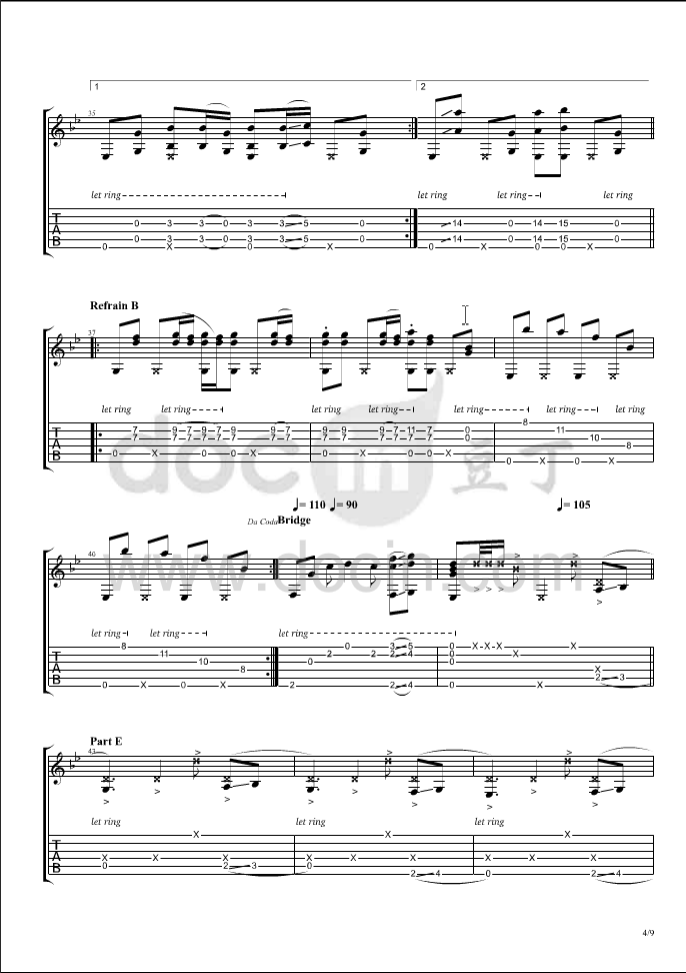 1
2
35
let ring
let ring
let ring
let ring
T 0 3 3 0 3 3 5 0 14 0 14 15 0
A
B 0 3 3 0 3 3 5 0 14 0 14 15 0
0 X 0 X 0 X 0 0 X
Refrain B
37
let ring
let ring
let ring
let ring
let ring
let ring
let ring
8
T 7 9 7 9 7 9 9 7 9 9 7 9 7 11 7 0 11
A 7 7 7 7 7 7 7 7 7 7 7 7 7 7 7 0 10
B 0 X 0 0 X 0 0 X 0 0 X 8
0 X 0 X
docin 豆丁
= 110
= 90
= 105
Da Coda
Bridge
40
www.docin.com
let ring
let ring
let ring
8 0 3 5 0 X X X X
T 11 2 2 2 4 0 X
A 10 0 0
B 8 X
2 3
0 X 0 X 2 2 4 0 X
Part E
43
let ring
let ring
let ring
X X X
T
A X X X X X X
B 0 2 3 0
2 4 0 2 4
4/9